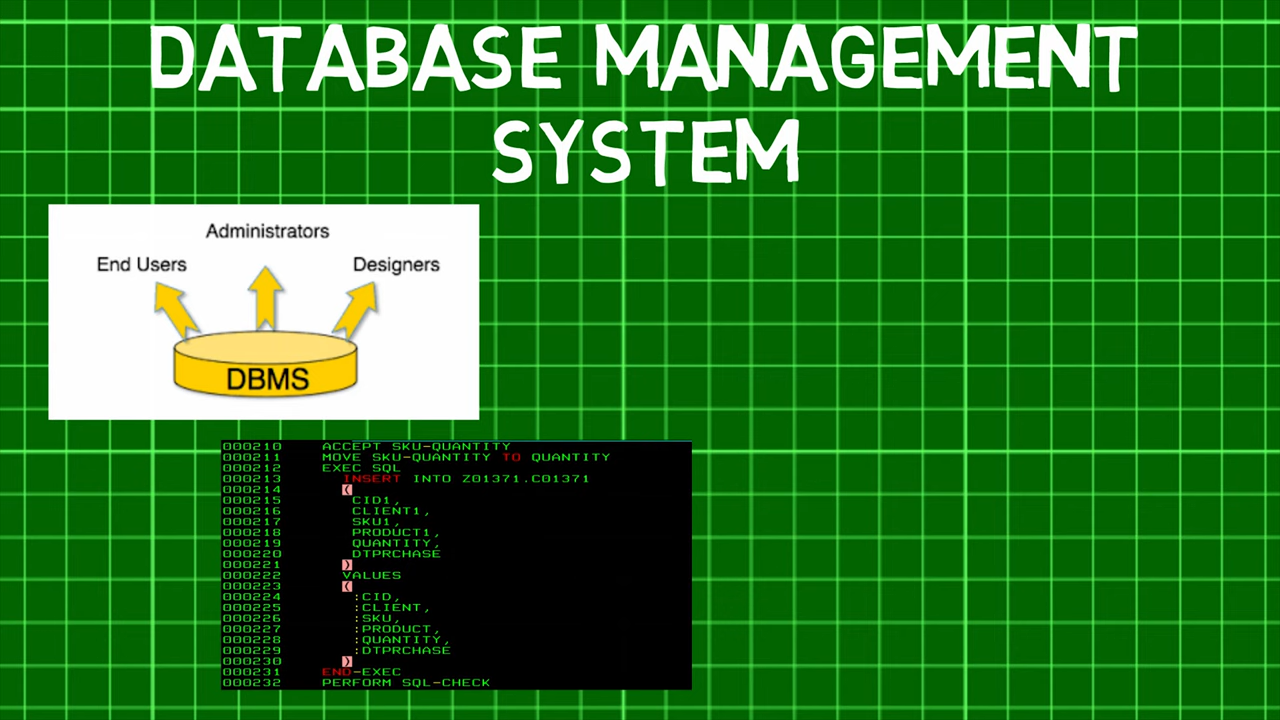 DATABASE MANAGEMENT
SYSTEM
Administrators
End Users
Designers
DBMS
000210 ACCEPT SKU-QUANTITY
000211 MOVE SKU-QUANTITY TO QUANTITY
000212 EXEC SQL
000213 INSERT INTO Z01371.C01371
000214 (
000215 CID1,
000216 CLIENT1,
000217 SKU1,
000218 PRODUCT1,
000219 QUANTITY,
000220 DTPRCHASE
000221 )
000222 VALUES
000223 (
000224 :CID,
000225 :CLIENT,
000226 :SKU,
000227 :PRODUCT,
000228 :QUANTITY,
000229 :DTPRCHASE
000230 )
000231 END-EXEC
000232 PERFORM SQL-CHECK